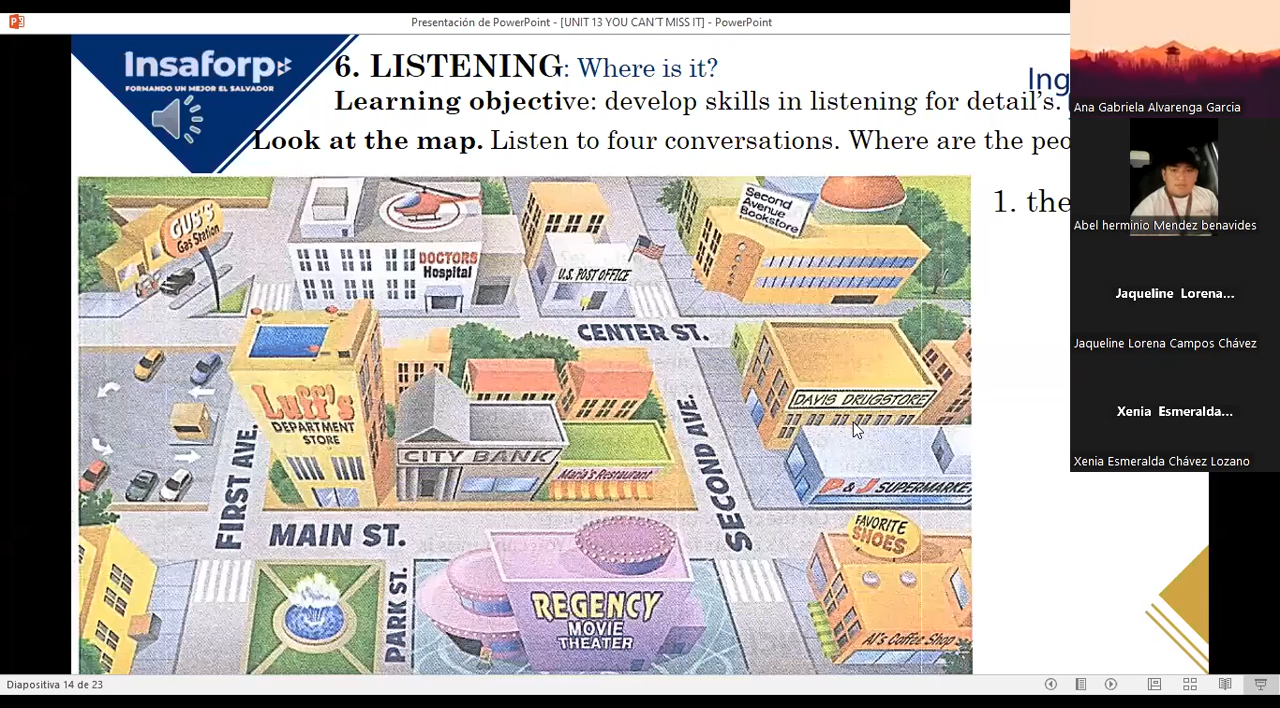 Presentación de PowerPoint - [UNIT 13 YOU CAN´T MISS IT] - PowerPoint
Insaforp
FORMANDO UN MEJOR EL SALVADOR
6. LISTENING: Where is it?
Ing
Learning objective: develop skills in listening for detail's.
Look at the map. Listen to four conversations. Where are the peo
1. the
GUS'S
Gas Station
DOCTORS
Hospital
U.S. POST OFFICE
Second
Avenue
Bookstore
CENTER ST.
Luff's
DEPARTMENT
STORE
CITY BANK
Maria's Restaurant
DAVIS DRUGSTORE
P & J SUPERMARKE
FIRST AVE.
SECOND AVE.
MAIN ST.
PARK ST.
REGENCY
MOVIE
THEATER
FAVORITE
SHOES
Al's Coffee Shop
Ana Gabriela Alvarenga Garcia
Abel herminio Mendez benavides
Jaqueline Lorena...
Jaqueline Lorena Campos Chávez
Xenia Esmeralda...
Xenia Esmeralda Chávez Lozano
Diapositiva 14 de 23